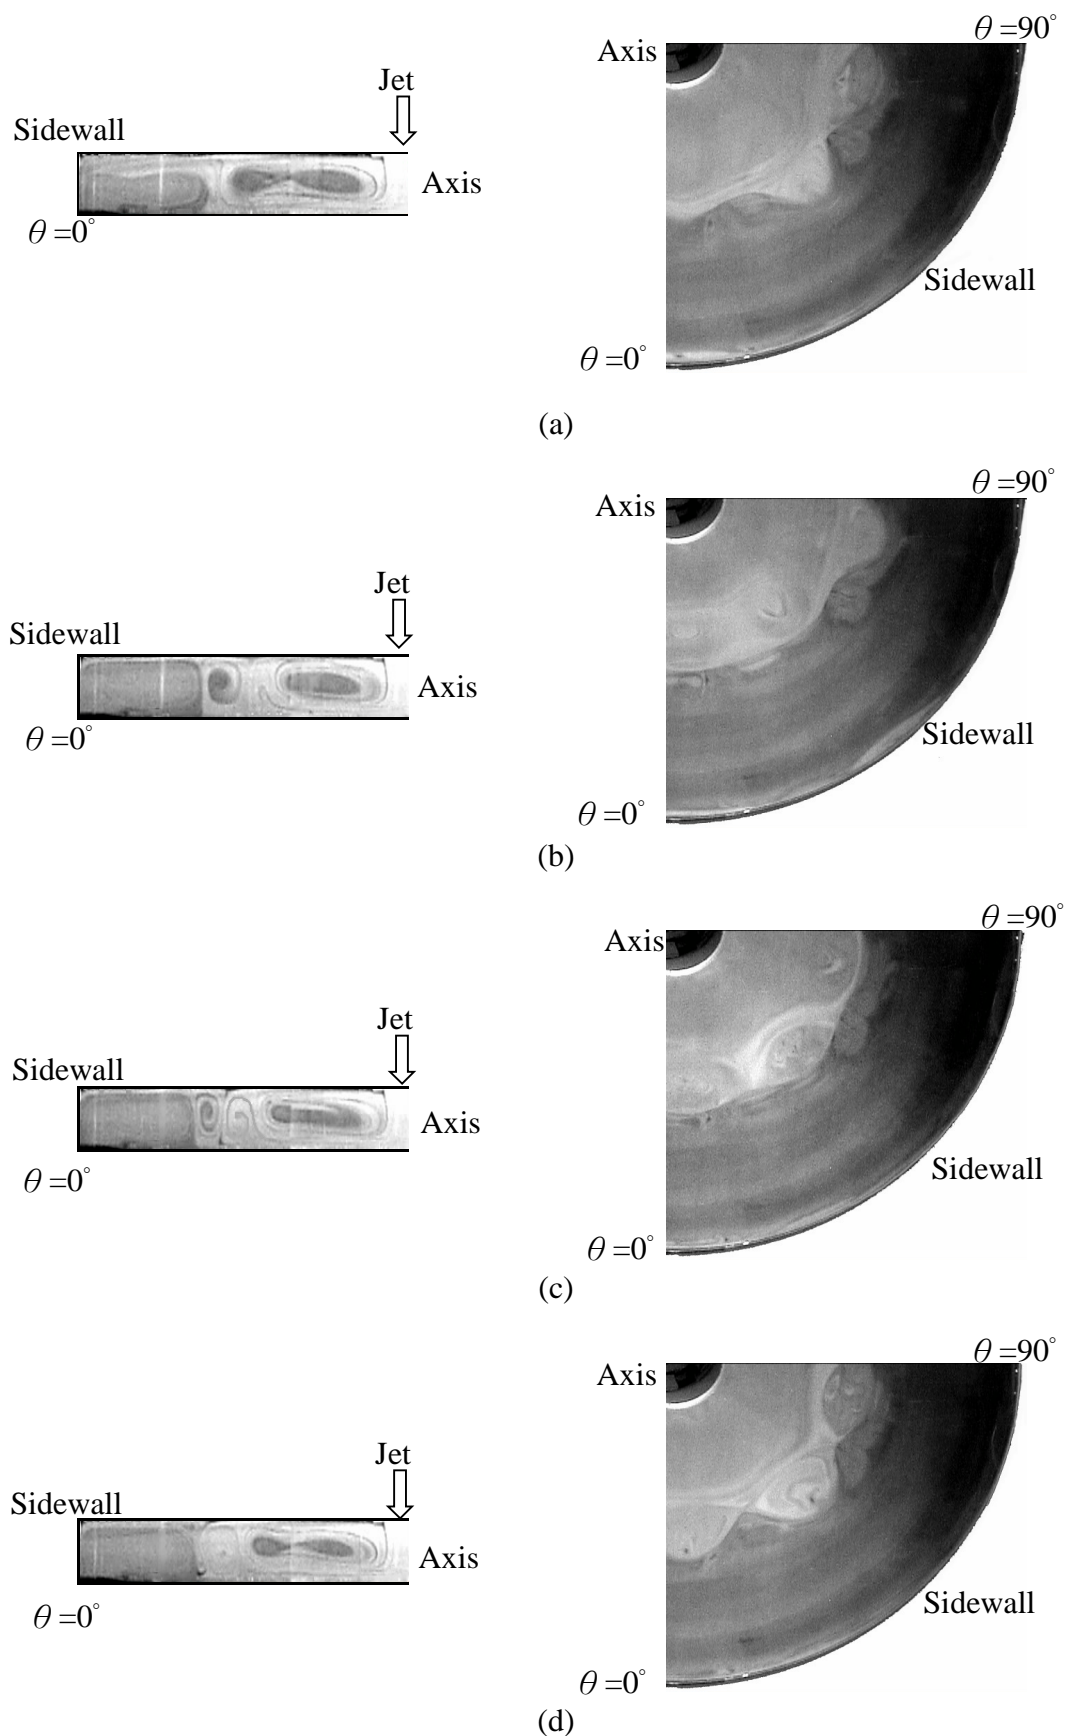 θ =90°
Axis
Jet
Sidewall
Axis
θ =0°
Sidewall
θ =0°
(a)
θ =90°
Axis
Jet
Sidewall
Axis
θ =0°
Sidewall
θ =0°
(b)
θ =90°
Axis
Jet
Sidewall
Axis
θ =0°
Sidewall
θ =0°
(c)
θ =90°
Axis
Jet
Sidewall
Axis
θ =0°
Sidewall
θ =0°
(d)